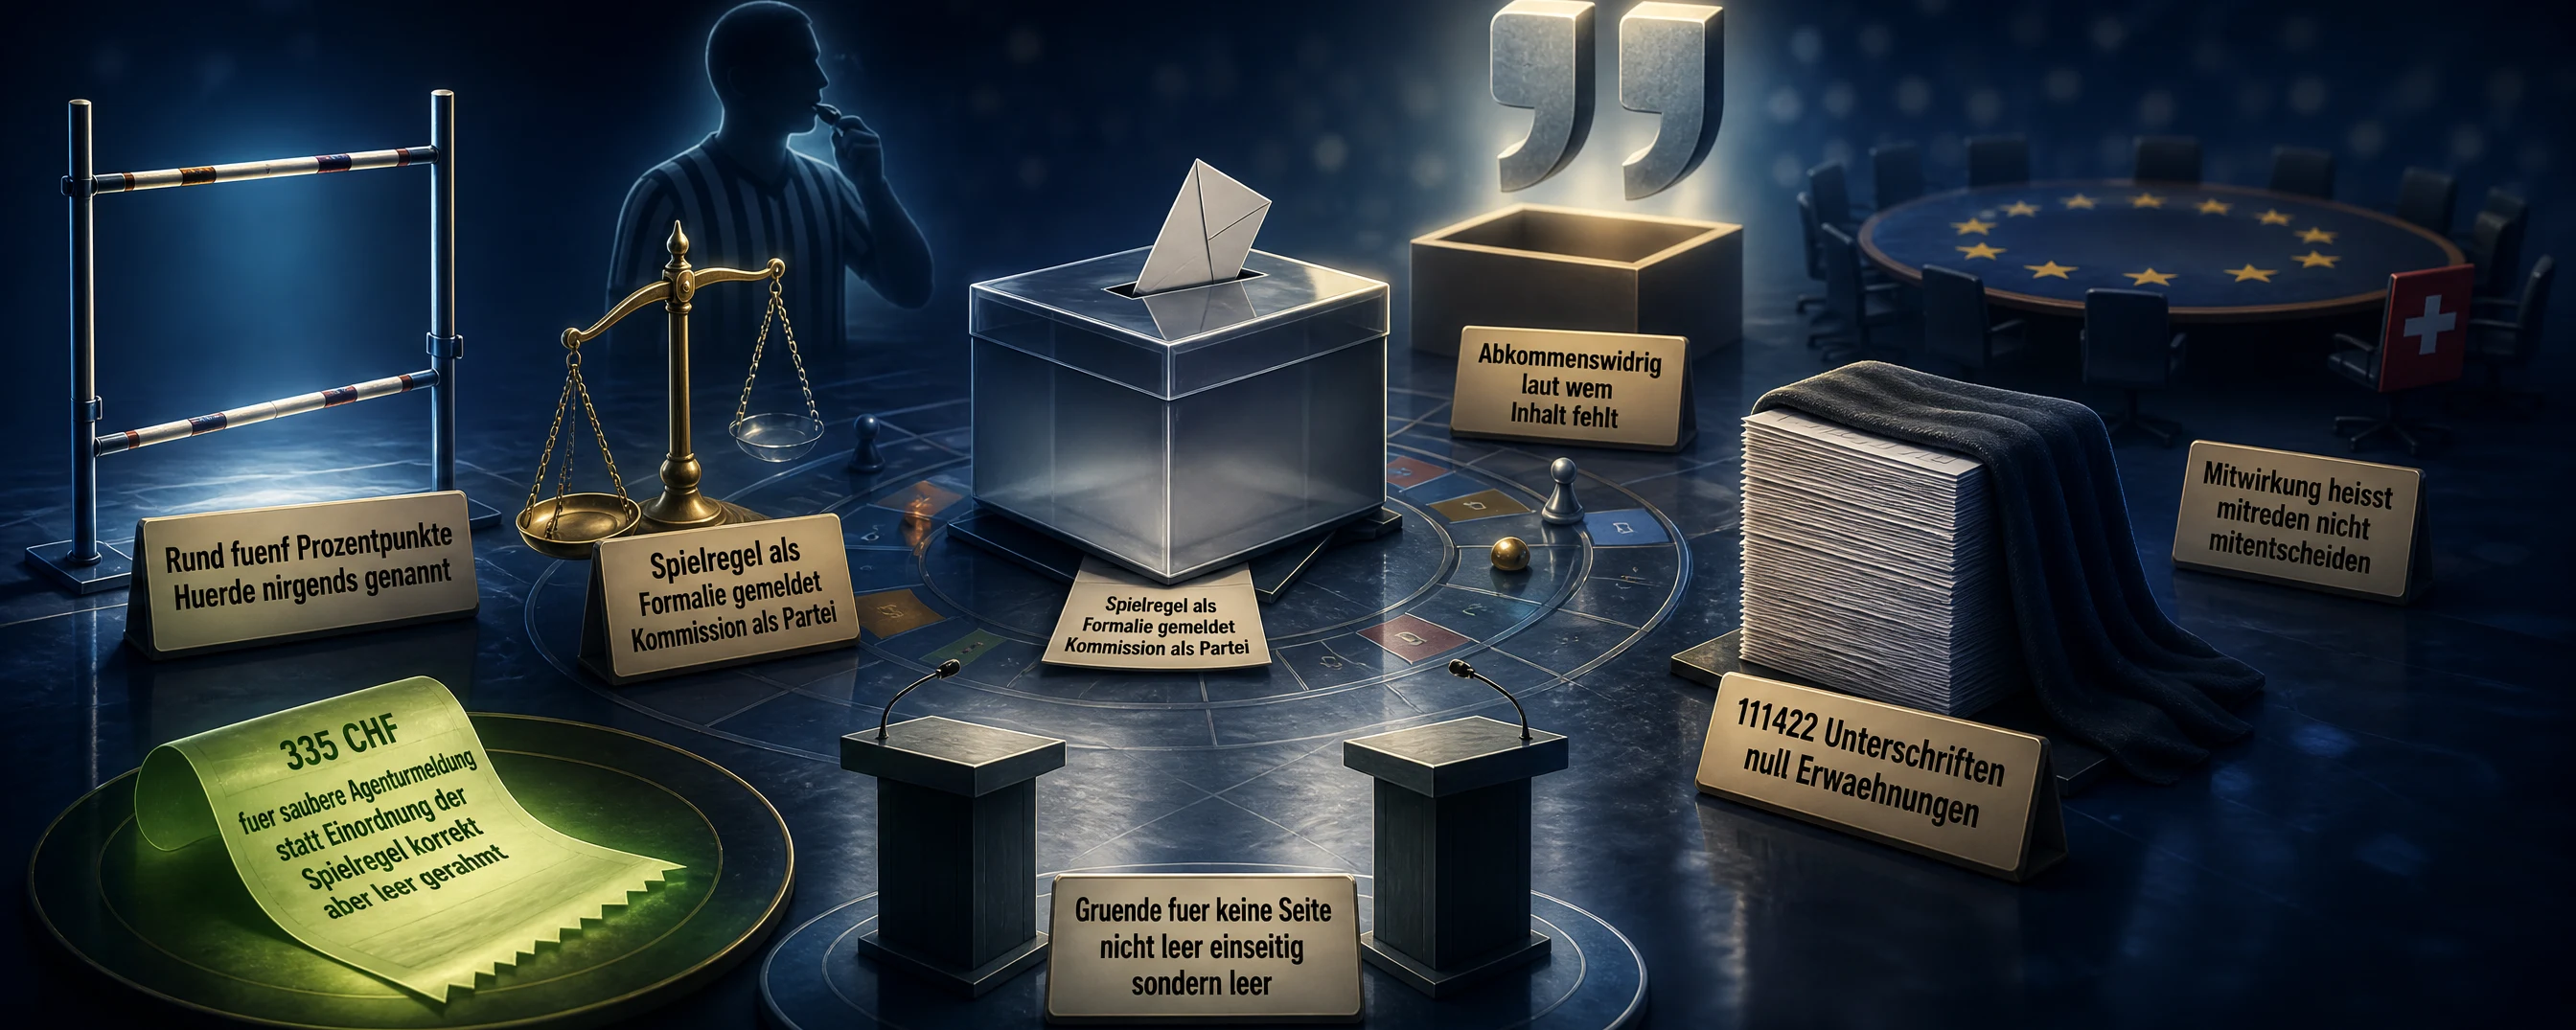 Abkommenswidrig
laut wem
Inhalt fehlt
Mitwirkung heisst
mitreden nicht
mitentscheiden
Rund fuenf Prozentpunkte
Huerde nirgends genannt
Spielregel als
Formalie gemeldet
Kommission als Partei
Spielregel als
Formalie gemeldet
Kommission als Partei
111422 Unterschriften
null Erwaehnungen
335 CHF
fuer saubere Agenturmeldung
statt Einordnung der
Spielregel korrekt
aber leer gerahmt
Gruende fuer keine Seite
nicht leer einseitig
sondern leer